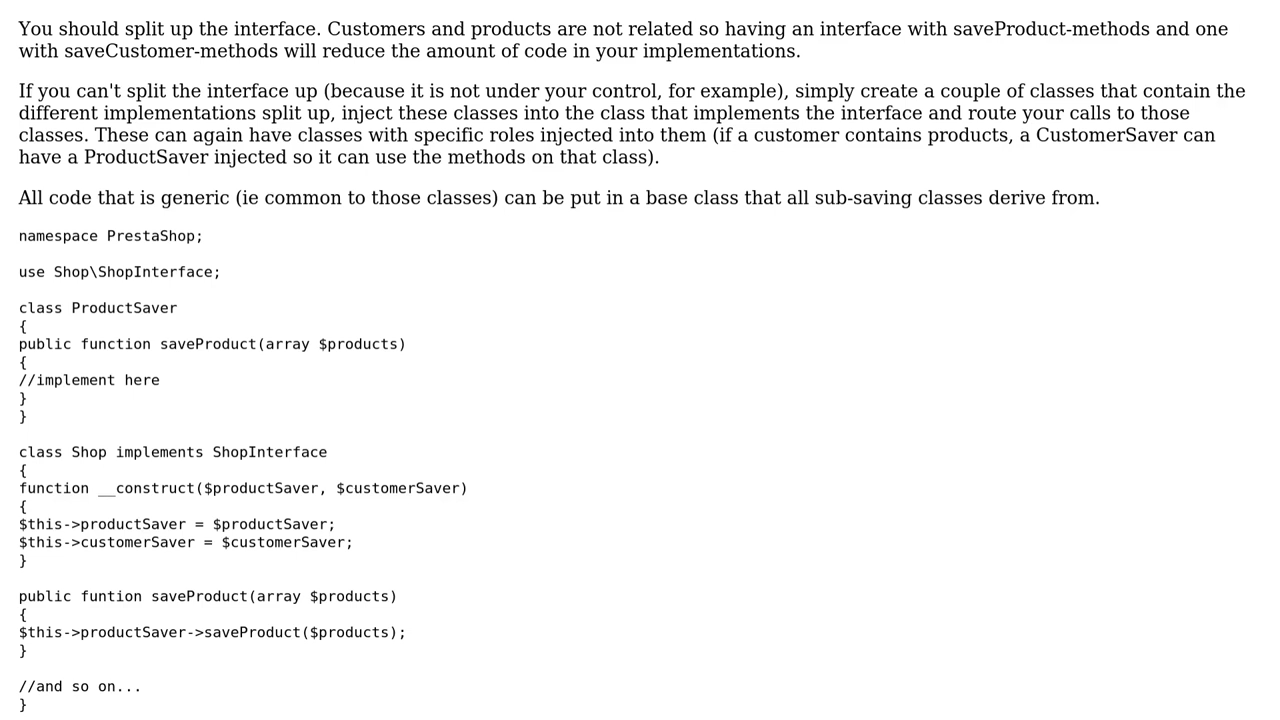 You should split up the interface. Customers and products are not related so having an interface with saveProduct-methods and one
with saveCustomer-methods will reduce the amount of code in your implementations.
If you can't split the interface up (because it is not under your control, for example), simply create a couple of classes that contain the
different implementations split up, inject these classes into the class that implements the interface and route your calls to those
classes. These can again have classes with specific roles injected into them (if a customer contains products, a CustomerSaver can
have a ProductSaver injected so it can use the methods on that class).
All code that is generic (ie common to those classes) can be put in a base class that all sub-saving classes derive from.
namespace PrestaShop;
use Shop\ShopInterface;
class ProductSaver
{
public function saveProduct(array $products)
{
//implement here
}
}
class Shop implements ShopInterface
{
function __construct($productSaver, $customerSaver)
{
$this->productSaver = $productSaver;
$this->customerSaver = $customerSaver;
}
public funtion saveProduct(array $products)
{
$this->productSaver->saveProduct($products);
}
//and so on...
}